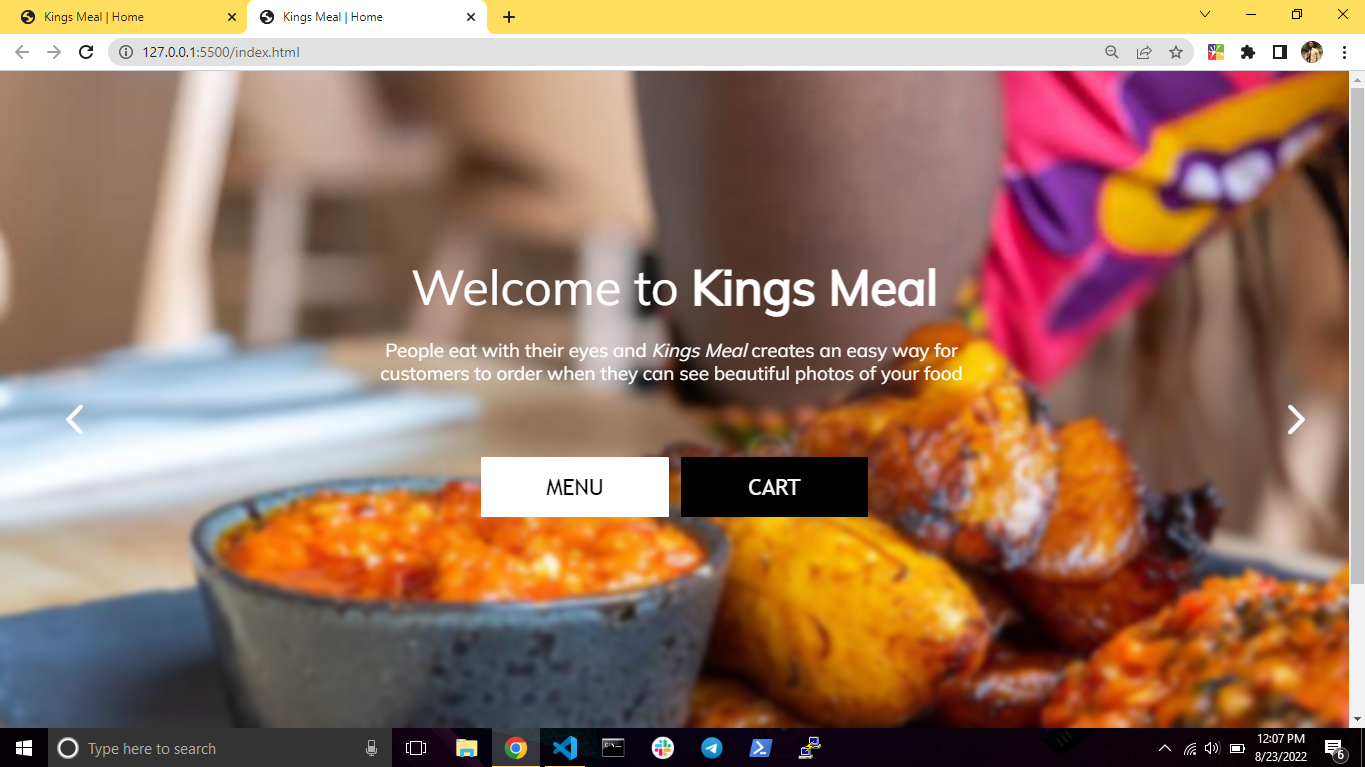 Kings Meal | Home
Kings Meal | Home
127.0.0.1:5500/index.html
Welcome to Kings Meal
People eat with their eyes and Kings Meal creates an easy way for
customers to order when they can see beautiful photos of your food
MENU
CART
Type here to search
12:07 PM
8/23/2022
6